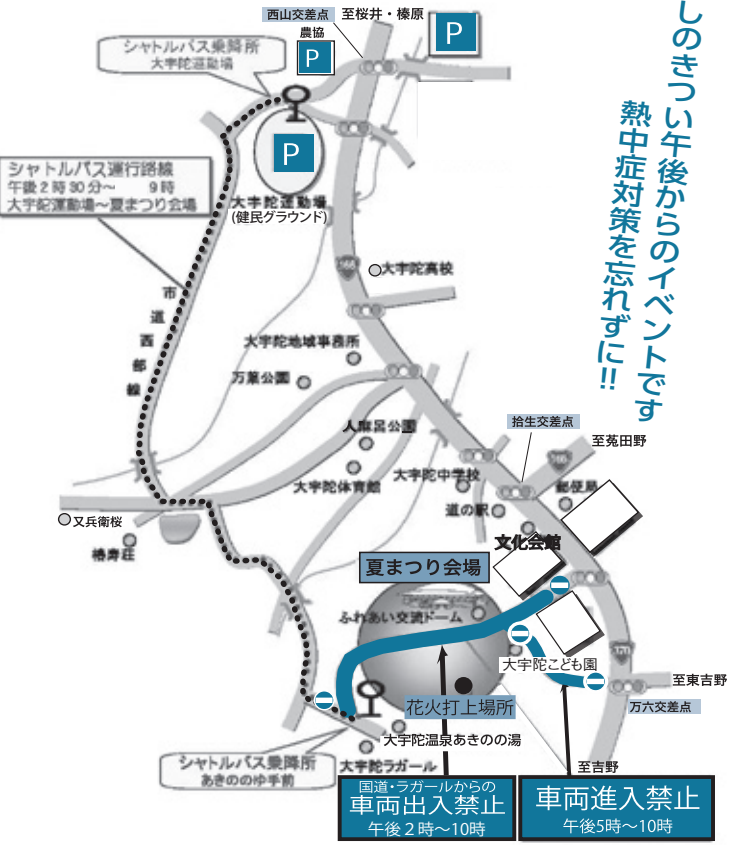 西山交差点
至桜井・榛原
農協
P
P
シャトルバス乗降所
大宇陀運動場
P
シャトルバス運行路線
午後2時30分～ 9時
大宇陀運動場～夏まつり会場
大宇陀運動場
(健民グラウンド)
しのきつい午後からのイベントです
熱中症対策を忘れずに!!
166
大宇陀高校
市道西部線
大宇陀地域事務所
万葉公園
人麻呂公園
拾生交差点
至菟田野
166
大宇陀中学校
大宇陀体育館
道の駅
郵便局
又兵衛桜
椿寿荘
文化会館
夏まつり会場
ふれあい交流ドーム
大宇陀こども園
370
至東吉野
万六交差点
花火打上場所
大宇陀温泉あきのの湯
シャトルバス乗降所
あきののゆ手前
大宇陀ラガール
至吉野
国道・ラガールからの
車両出入禁止
午後2時～10時
車両進入禁止
午後5時～10時